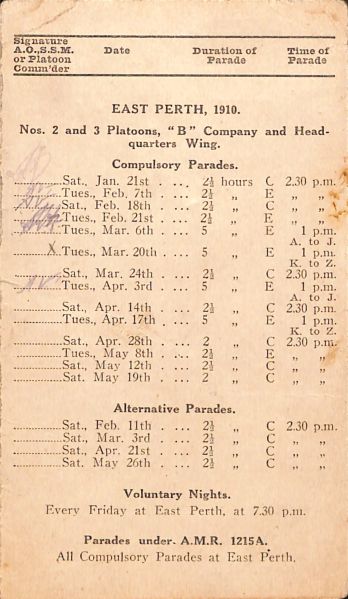 Signature
A.O.,S.S.M. Date Duration of Time of
or Platoon Parade Parade
Comm'der
EAST PERTH, 1910.
Nos. 2 and 3 Platoons, "B" Company and Head-
quarters Wing.
Compulsory Parades.
..............Sat., Jan. 21st . ... 2½ hours C 2.30 p.m.
..............Tues., Feb. 7th . ... 2½ „ E „ „
..............Sat., Feb. 18th . ... 2½ „ C „ „
..............Tues., Feb. 21st . ... 2½ „ E „ „
..............Tues., Mar. 6th . ... 5 „ E 1 p.m.
A. to J.
X
..............Tues., Mar. 20th . ... 5 „ E 1 p.m.
K. to Z.
..............Sat., Mar. 24th . ... 2½ „ C 2.30 p.m.
..............Tues., Apr. 3rd . ... 5 „ E 1 p.m.
A. to J.
..............Sat., Apr. 14th . ... 2½ „ C 2.30 p.m.
..............Tues., Apr. 17th . ... 5 „ E 1 p.m.
K. to Z.
..............Sat., Apr. 28th . ... 2 „ C 2.30 p.m.
..............Tues., May 8th . ... 2½ „ E „ „
..............Sat. May 12th . ... 2½ „ C „ „
..............Sat. May 19th . ... 2 „ C „ „
Alternative Parades.
..............Sat., Feb. 11th . ... 2½ „ C 2.30 p.m.
..............Sat., Mar. 3rd . ... 2½ „ C „ „
..............Sat., Apr. 21st . ... 2½ „ C „ „
..............Sat. May 26th . ... 2½ „ C „ „
Voluntary Nights.
Every Friday at East Perth, at 7.30 p.m.
Parades under A.M.R. 1215A.
All Compulsory Parades at East Perth.